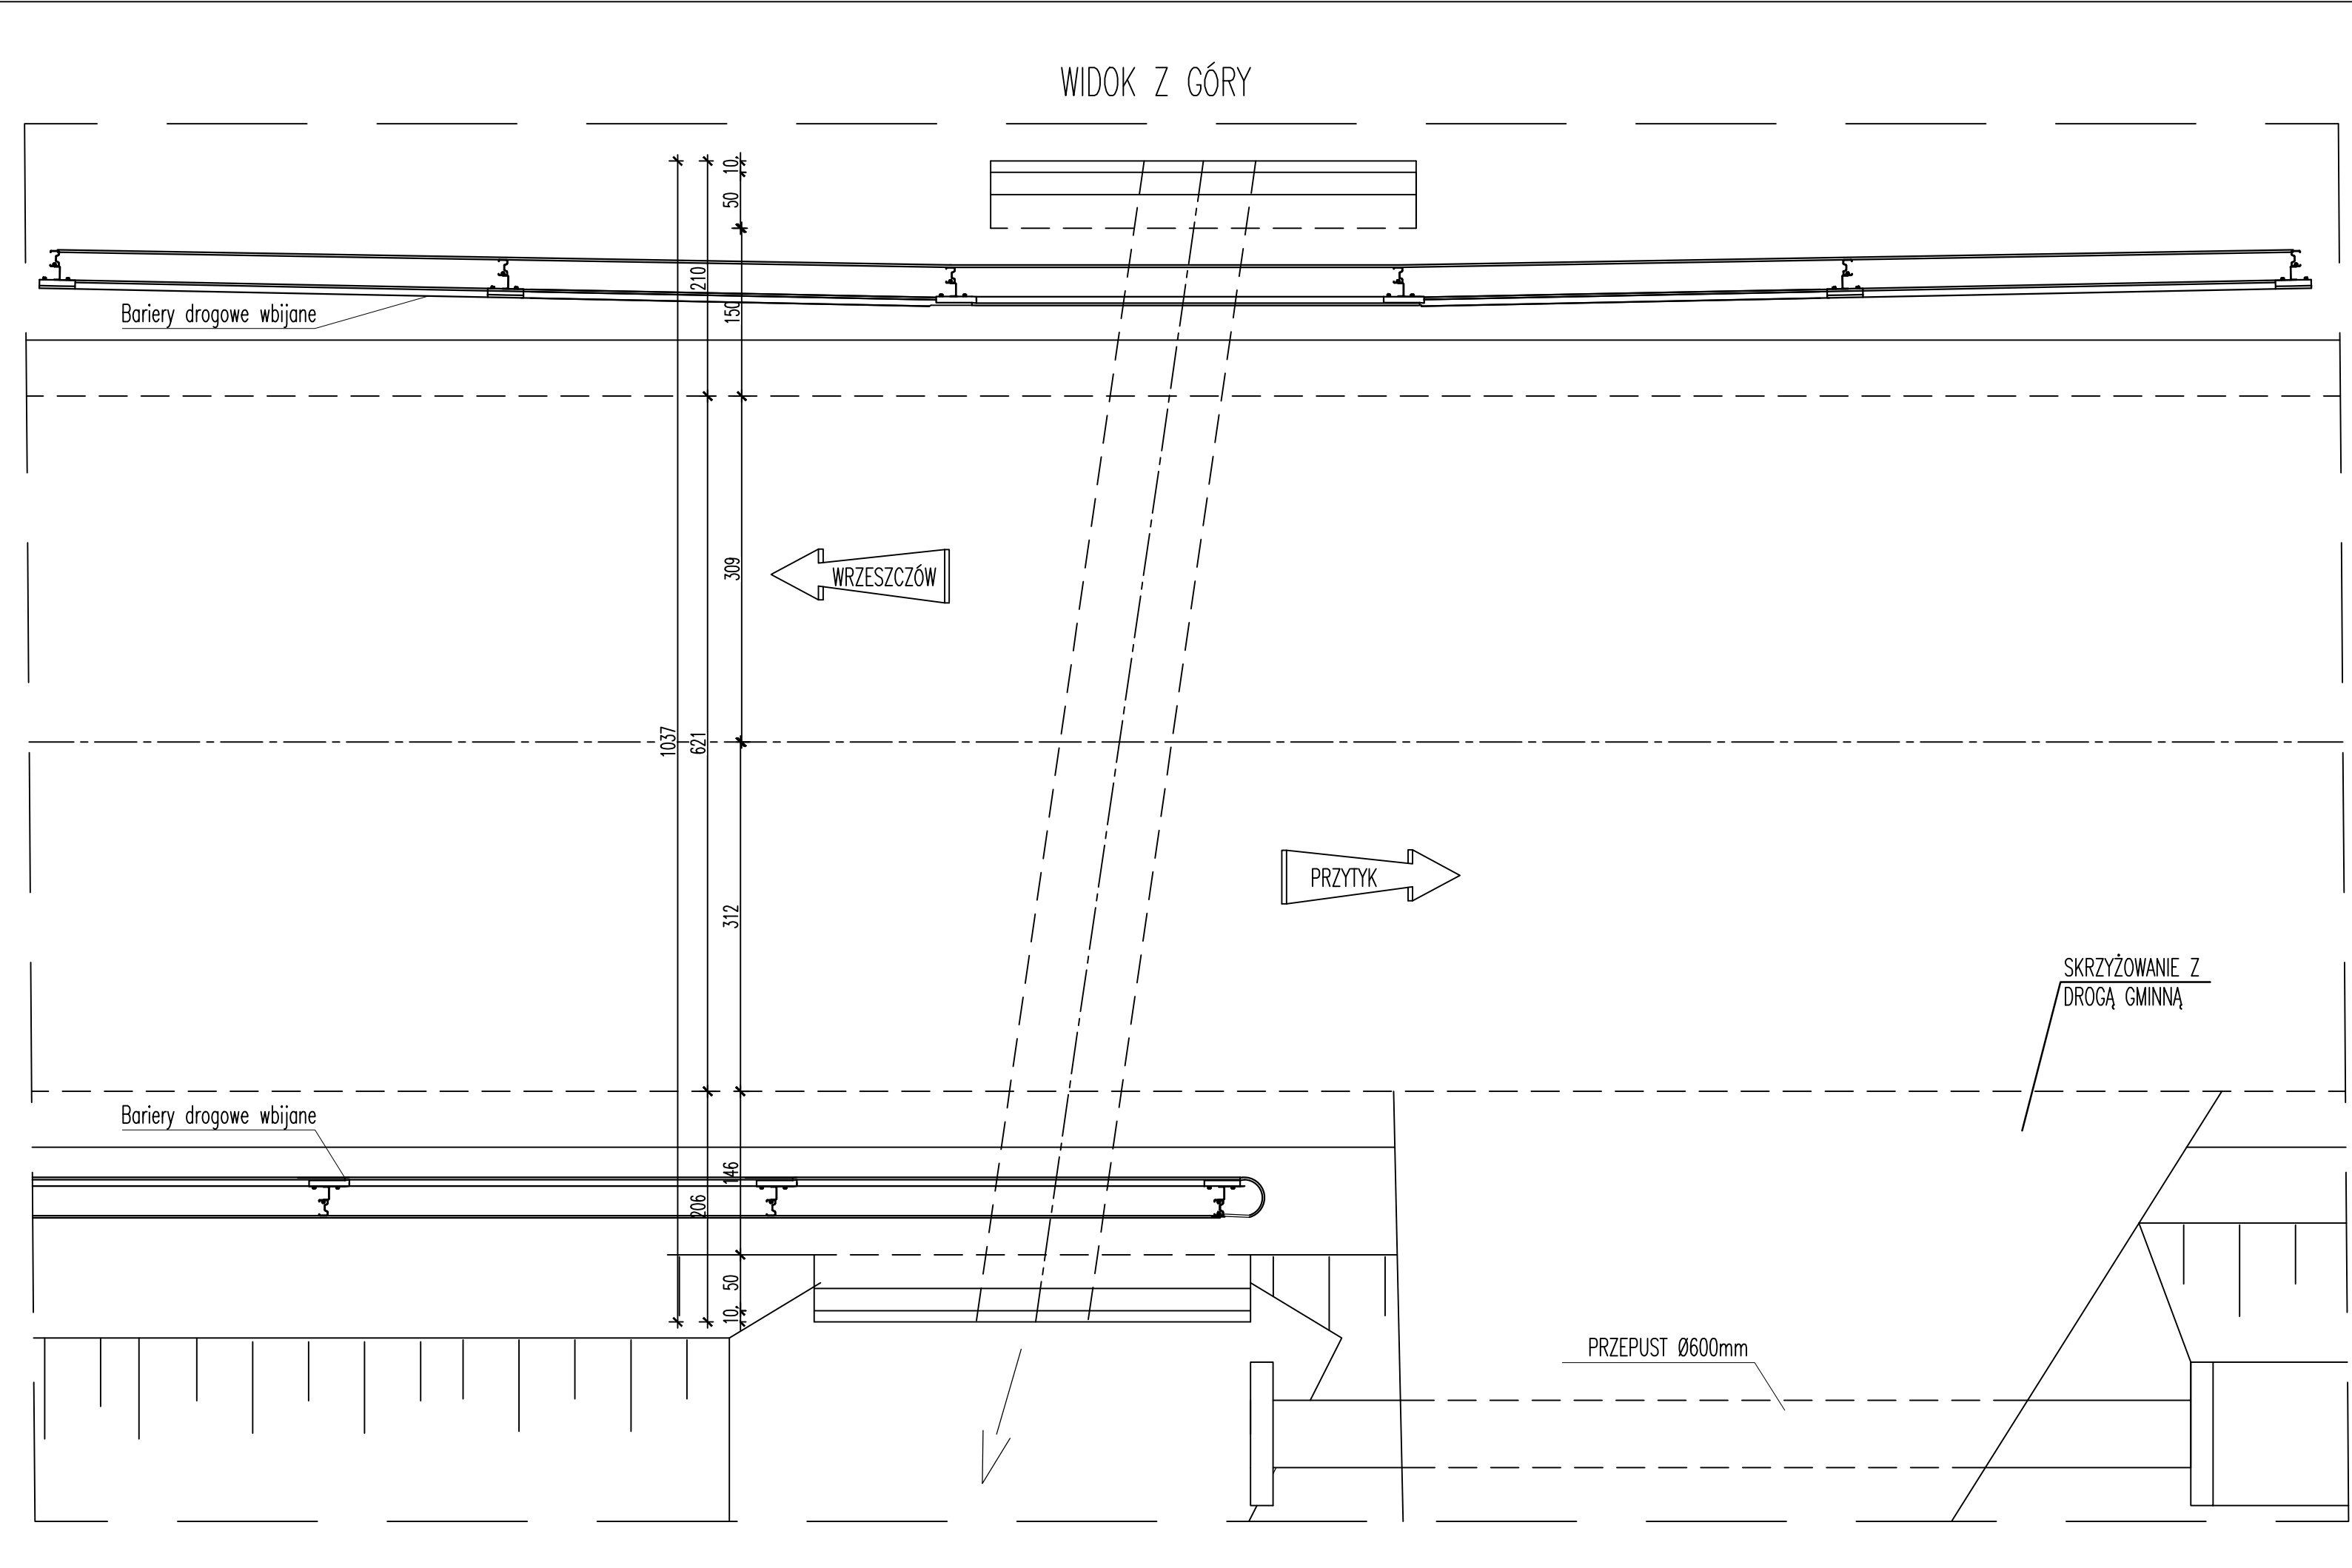 WIDOK Z GÓRY
10
50
210
Bariery drogowe wbijane
150
309
WRZESZCZÓW
1037
621
PRZYTYK
312
SKRZYŻOWANIE Z
DROGĄ GMINNĄ
Bariery drogowe wbijane
146
206
50
10
PRZEPUST Ø600mm